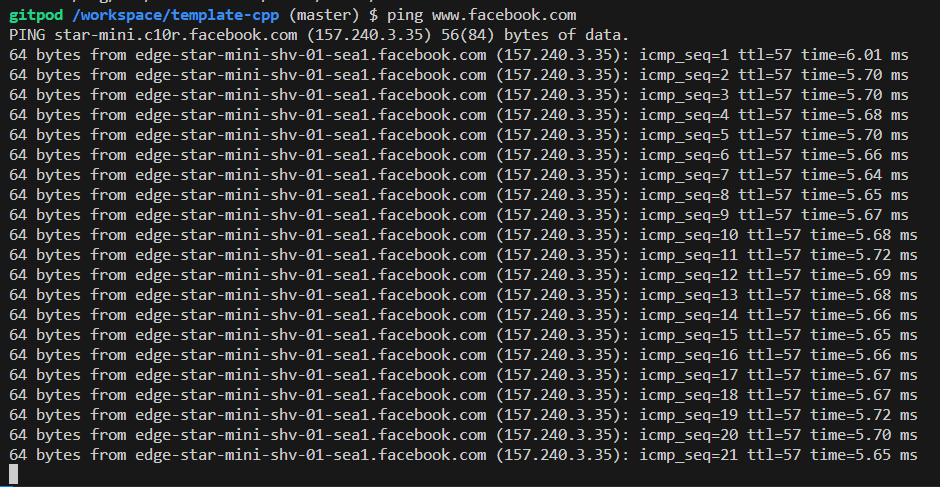 gitpod /workspace/template-cpp (master) $ ping www.facebook.com
PING star-mini.c10r.facebook.com (157.240.3.35) 56(84) bytes of data.
64 bytes from edge-star-mini-shv-01-sea1.facebook.com (157.240.3.35): icmp_seq=1 ttl=57 time=6.01 ms
64 bytes from edge-star-mini-shv-01-sea1.facebook.com (157.240.3.35): icmp_seq=2 ttl=57 time=5.70 ms
64 bytes from edge-star-mini-shv-01-sea1.facebook.com (157.240.3.35): icmp_seq=3 ttl=57 time=5.70 ms
64 bytes from edge-star-mini-shv-01-sea1.facebook.com (157.240.3.35): icmp_seq=4 ttl=57 time=5.68 ms
64 bytes from edge-star-mini-shv-01-sea1.facebook.com (157.240.3.35): icmp_seq=5 ttl=57 time=5.70 ms
64 bytes from edge-star-mini-shv-01-sea1.facebook.com (157.240.3.35): icmp_seq=6 ttl=57 time=5.66 ms
64 bytes from edge-star-mini-shv-01-sea1.facebook.com (157.240.3.35): icmp_seq=7 ttl=57 time=5.64 ms
64 bytes from edge-star-mini-shv-01-sea1.facebook.com (157.240.3.35): icmp_seq=8 ttl=57 time=5.65 ms
64 bytes from edge-star-mini-shv-01-sea1.facebook.com (157.240.3.35): icmp_seq=9 ttl=57 time=5.67 ms
64 bytes from edge-star-mini-shv-01-sea1.facebook.com (157.240.3.35): icmp_seq=10 ttl=57 time=5.68 ms
64 bytes from edge-star-mini-shv-01-sea1.facebook.com (157.240.3.35): icmp_seq=11 ttl=57 time=5.72 ms
64 bytes from edge-star-mini-shv-01-sea1.facebook.com (157.240.3.35): icmp_seq=12 ttl=57 time=5.69 ms
64 bytes from edge-star-mini-shv-01-sea1.facebook.com (157.240.3.35): icmp_seq=13 ttl=57 time=5.68 ms
64 bytes from edge-star-mini-shv-01-sea1.facebook.com (157.240.3.35): icmp_seq=14 ttl=57 time=5.66 ms
64 bytes from edge-star-mini-shv-01-sea1.facebook.com (157.240.3.35): icmp_seq=15 ttl=57 time=5.65 ms
64 bytes from edge-star-mini-shv-01-sea1.facebook.com (157.240.3.35): icmp_seq=16 ttl=57 time=5.66 ms
64 bytes from edge-star-mini-shv-01-sea1.facebook.com (157.240.3.35): icmp_seq=17 ttl=57 time=5.67 ms
64 bytes from edge-star-mini-shv-01-sea1.facebook.com (157.240.3.35): icmp_seq=18 ttl=57 time=5.67 ms
64 bytes from edge-star-mini-shv-01-sea1.facebook.com (157.240.3.35): icmp_seq=19 ttl=57 time=5.72 ms
64 bytes from edge-star-mini-shv-01-sea1.facebook.com (157.240.3.35): icmp_seq=20 ttl=57 time=5.70 ms
64 bytes from edge-star-mini-shv-01-sea1.facebook.com (157.240.3.35): icmp_seq=21 ttl=57 time=5.65 ms